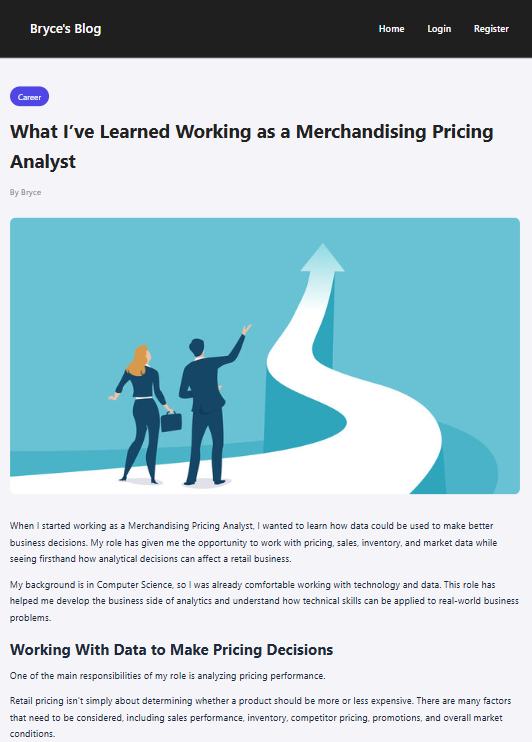 Bryce's Blog
Home Login Register
Career
What I’ve Learned Working as a Merchandising Pricing
Analyst
By Bryce
When I started working as a Merchandising Pricing Analyst, I wanted to learn how data could be used to make better
business decisions. My role has given me the opportunity to work with pricing, sales, inventory, and market data while
seeing firsthand how analytical decisions can affect a retail business.
My background is in Computer Science, so I was already comfortable working with technology and data. This role has
helped me develop the business side of analytics and understand how technical skills can be applied to real-world business
problems.
Working With Data to Make Pricing Decisions
One of the main responsibilities of my role is analyzing pricing performance.
Retail pricing isn’t simply about determining whether a product should be more or less expensive. There are many factors
that need to be considered, including sales performance, inventory, competitor pricing, promotions, and overall market
conditions.